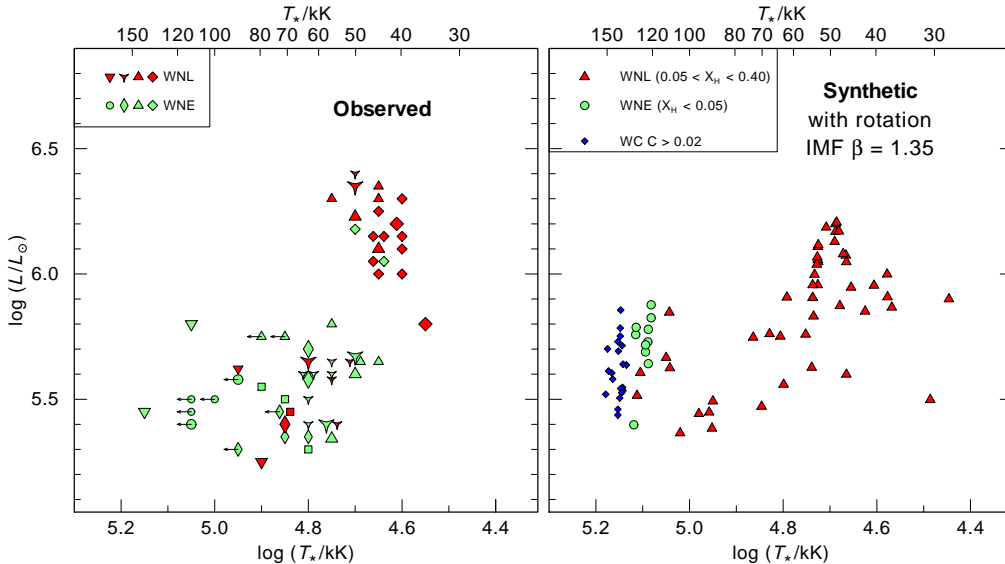 T*/kK
150 120 100 80 70 60 50 40 30
WNL
WNE
Observed
6.5
6.0
5.5
log (L/L☉)
5.2 5.0 4.8 4.6 4.4
log (T*/kK)
T*/kK
150 120 100 80 70 60 50 40 30
WNL (0.05 < X_H < 0.40)
WNE (X_H < 0.05)
WC C > 0.02
Synthetic
with rotation
IMF β = 1.35
5.2 5.0 4.8 4.6 4.4
log (T*/kK)